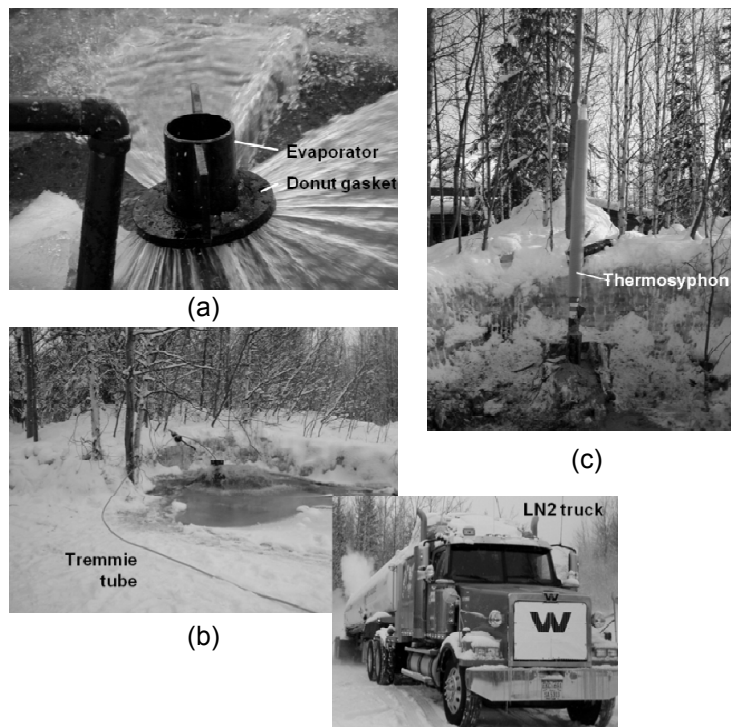 Evaporator
Donut gasket
(a)
Thermosyphon
(c)
Tremmie
tube
(b)
LN2 truck
W
W